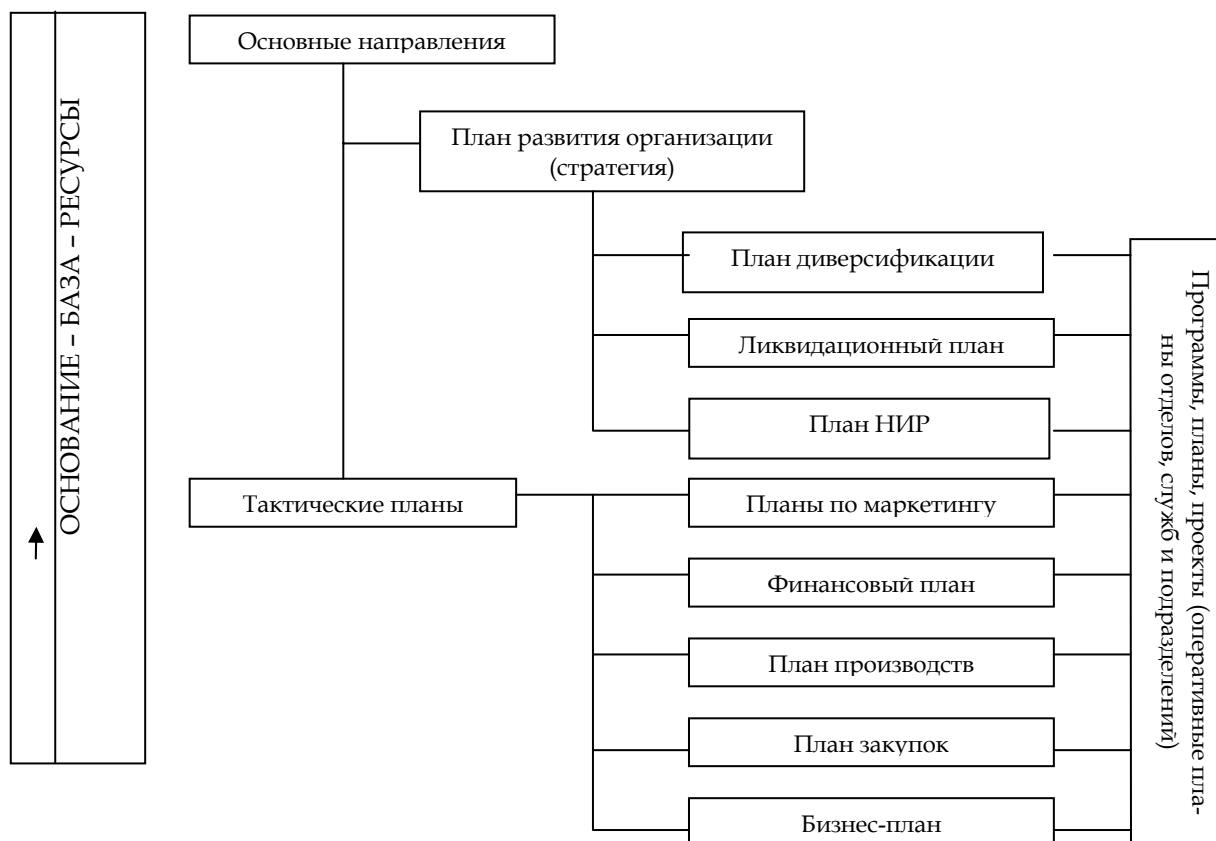 ОСНОВАНИЕ – БАЗА – РЕСУРСЫ
Основные направления
План развития организации
(стратегия)
План диверсификации
Ликвидационный план
План НИР
Тактические планы
Планы по маркетингу
Финансовый план
План производств
План закупок
Бизнес-план
Программы, планы, проекты (оперативные пла-
ны отделов, служб и подразделений)